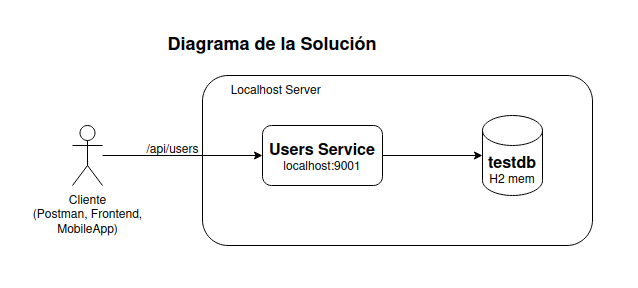 Diagrama de la Solución
Localhost Server
/api/users
Users Service
localhost:9001
testdb
H2 mem
Cliente
(Postman, Frontend,
MobileApp)